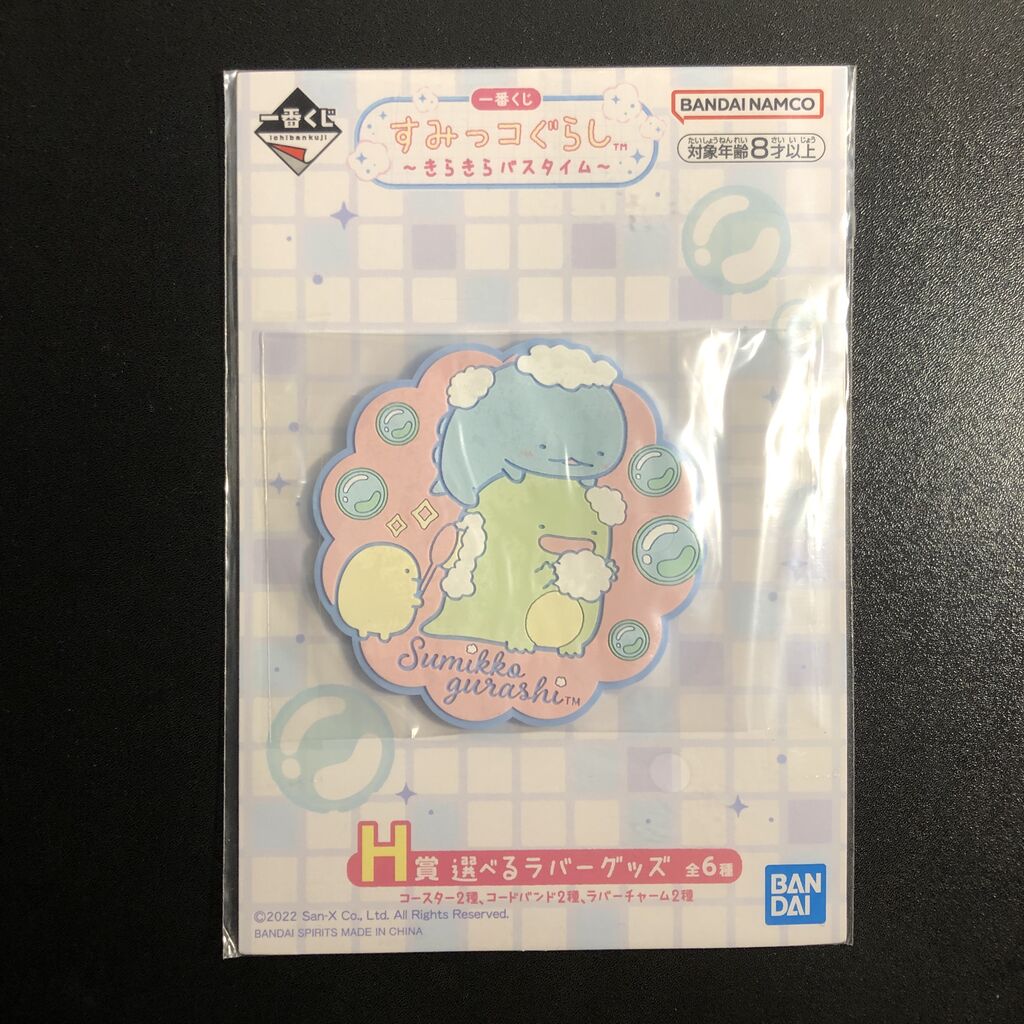 一番くじ
ichibankuji
一番くじ
すみっコぐらし™
～きらきらバスタイム～
BANDAI NAMCO
たいしょうねんれい さいいじょう
対象年齢8才以上
Sumikko
gurashi™
H賞 選べるラバーグッズ 全6種
コースター2種、コードバンド2種、ラバーチャーム2種
©2022 San-X Co., Ltd. All Rights Reserved.
BANDAI SPIRITS MADE IN CHINA
BAN
DAI